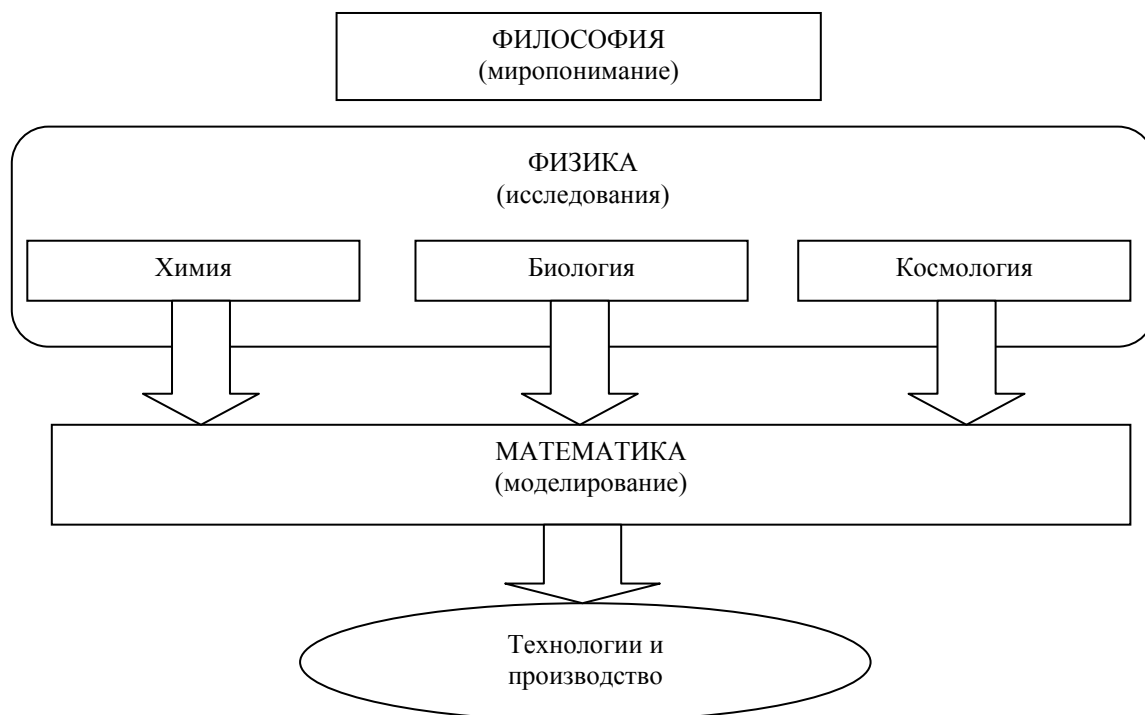 ФИЛОСОФИЯ
(миропонимание)
ФИЗИКА
(исследования)
Химия
Биология
Космология
МАТЕМАТИКА
(моделирование)
Технологии и
производство